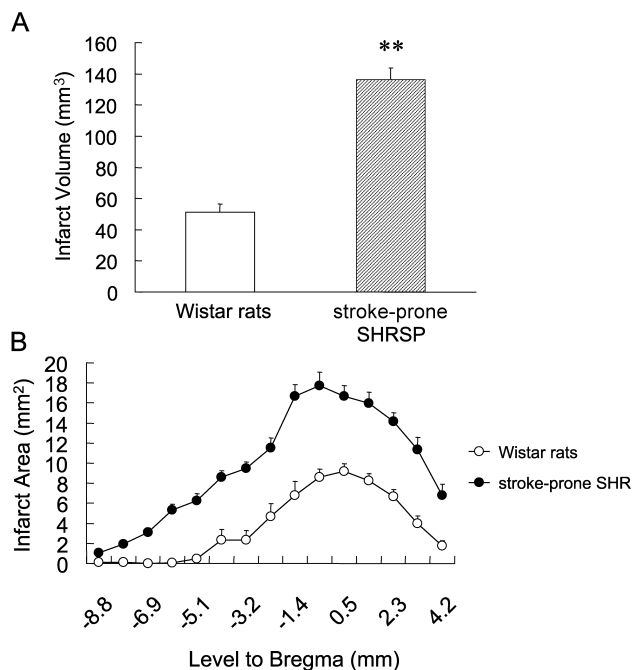 A
Infarct Volume (mm³)
160
140
120
100
80
60
40
20
0
**
Wistar rats
stroke-prone
SHRSP
B
Infarct Area (mm²)
20
18
16
14
12
10
8
6
4
2
0
Wistar rats
stroke-prone SHR
-8.8 -6.9 -5.1 -3.2 -1.4 0.5 2.3 4.2
Level to Bregma (mm)